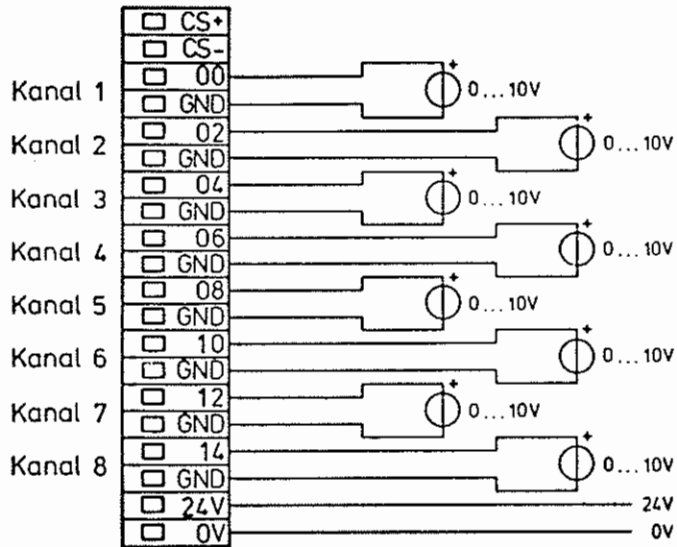 CS+
CS-
Kanal 1
00
GND
0...10V
Kanal 2
02
GND
0...10V
Kanal 3
04
GND
0...10V
Kanal 4
06
GND
0...10V
Kanal 5
08
GND
0...10V
Kanal 6
10
GND
0...10V
Kanal 7
12
GND
0...10V
Kanal 8
14
GND
0...10V
24V 24V
0V 0V